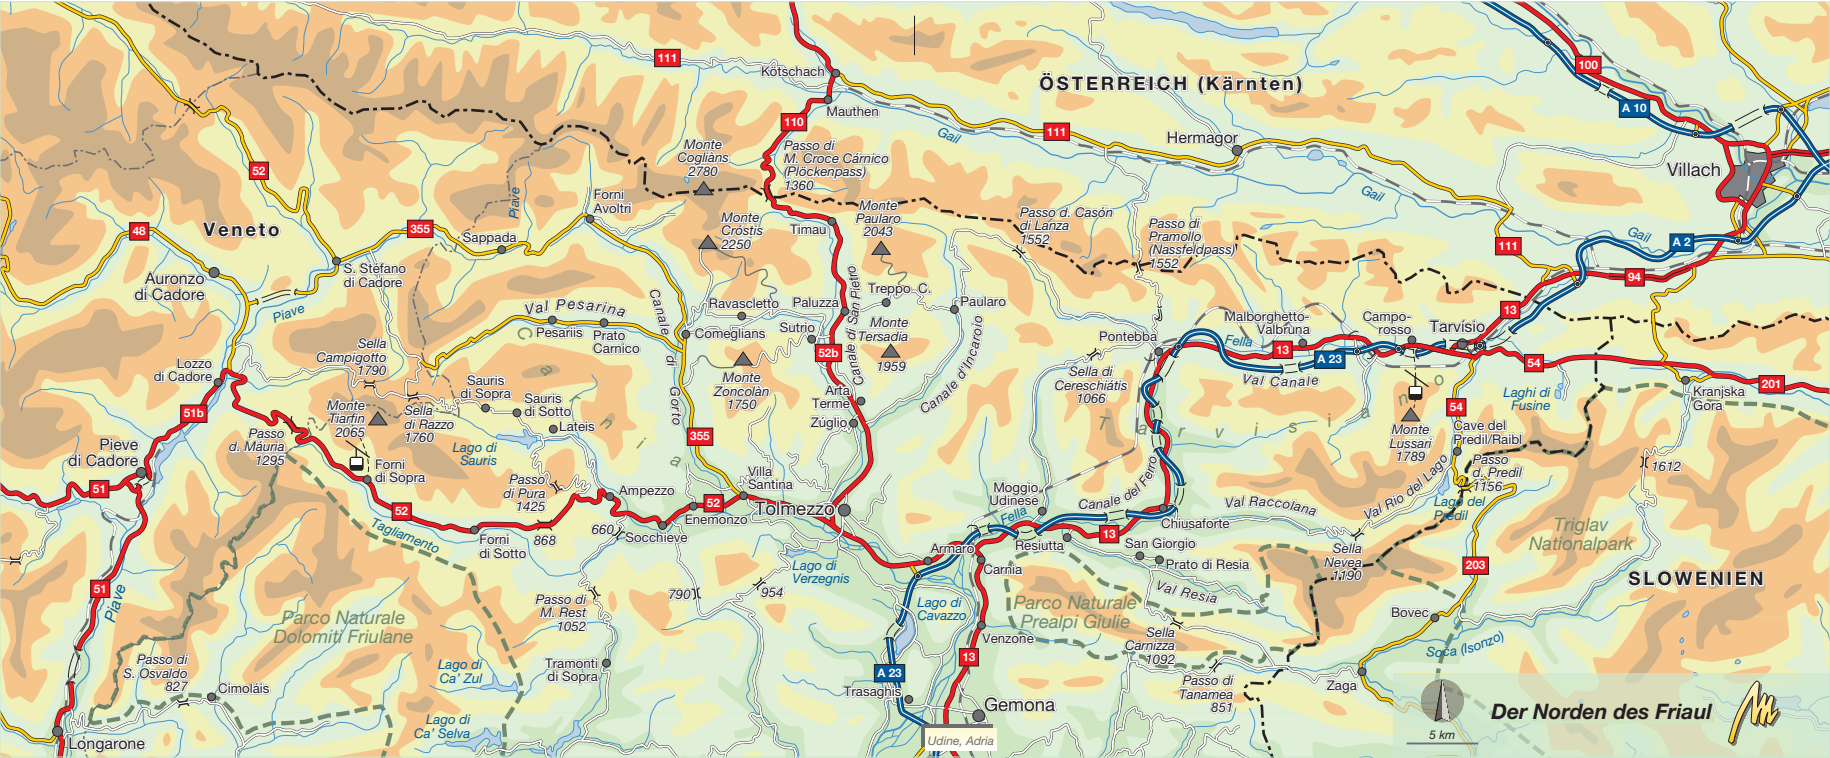 111
Kötschach
Mauthen
110
ÖSTERREICH (Kärnten)
111
Gail
Hermagor
Gail
100
A 10
Villach
111
Gail
A 2
94
13
52
Veneto
48
355
Sappada
Piave
Forni
Avoltri
Monte
Cogliàns
2780
Passo di
M. Croce Cárnico
(Plöckenpass)
1360
Monte
Cróstis
2250
Timau
Monte
Paularo
2043
Passo d. Casón
di Lanza
1552
Passo di
Pramollo
(Nassfeldpass)
1552
Auronzo
di Cadore
S. Stéfano
di Cadore
Piave
Val Pesarina
Pesariis
Prato
Carnico
Canale di Gorto
Comeglians
Ravascletto
Paluzza
Sutrio
Canale di San Pietro
Treppo C.
Paularo
Monte
Tersadia
1959
Canale d'Incaroio
Pontebba
Malborghetto-
Valbruna
Fella
13
A 23
Val Canale
Campo-
rosso
Tarvísio
54
201
Kranjska
Gora
Laghi di
Fusine
Lozzo
di Cadore
Sella
Campigotto
1790
Monte
Tiarfin
2065
Sella
di Razzo
1760
Sauris
di Sopra
Sauris
di Sotto
Lateis
Lago di
Sauris
Carnia
52b
Monte
Zoncolàn
1750
Arta
Terme
Zúglio
Sella di
Cereschiátis
1066
Tarvisiano
Monte
Lussari
1789
54
Cave del
Predil/Raibl
Passo
d. Predil
1156
Lago del
Predil
1612
51b
Pieve
di Cadore
51
Passo
d. Máuria
1295
Forni
di Sopra
52
Tagliamento
Forni
di Sotto
Passo
di Pura
1425
868
Ampezzo
660
Socchieve
Enemonzo
52
355
Villa
Santina
Tolmezzo
Moggio
Udinese
Fella
Canale del Ferro
Resiutta
13
Chiusaforte
Val Raccolana
Val Rio del Lago
Sella
Nevea
1190
San Giorgio
Prato di Resia
Val Resia
Triglav
Nationalpark
203
SLOWENIEN
51
Piave
Parco Naturale
Dolomiti Friulane
Passo di
M. Rest
1052
790
954
Lago di
Verzegnis
Armaro
Carnia
Lago di
Cavazzo
Venzone
Parco Naturale
Prealpi Giulie
Sella
Carnizza
1092
Passo di
Tanamea
851
Bovec
Soca (Isonzo)
Zaga
Passo di
S. Osvaldo
827
Cimoláis
Longarone
Lago di
Ca' Zul
Lago di
Ca' Selva
Tramonti
di Sopra
A 23
13
Trasaghis
Gemona
Udine, Adria
5 km
Der Norden des Friaul